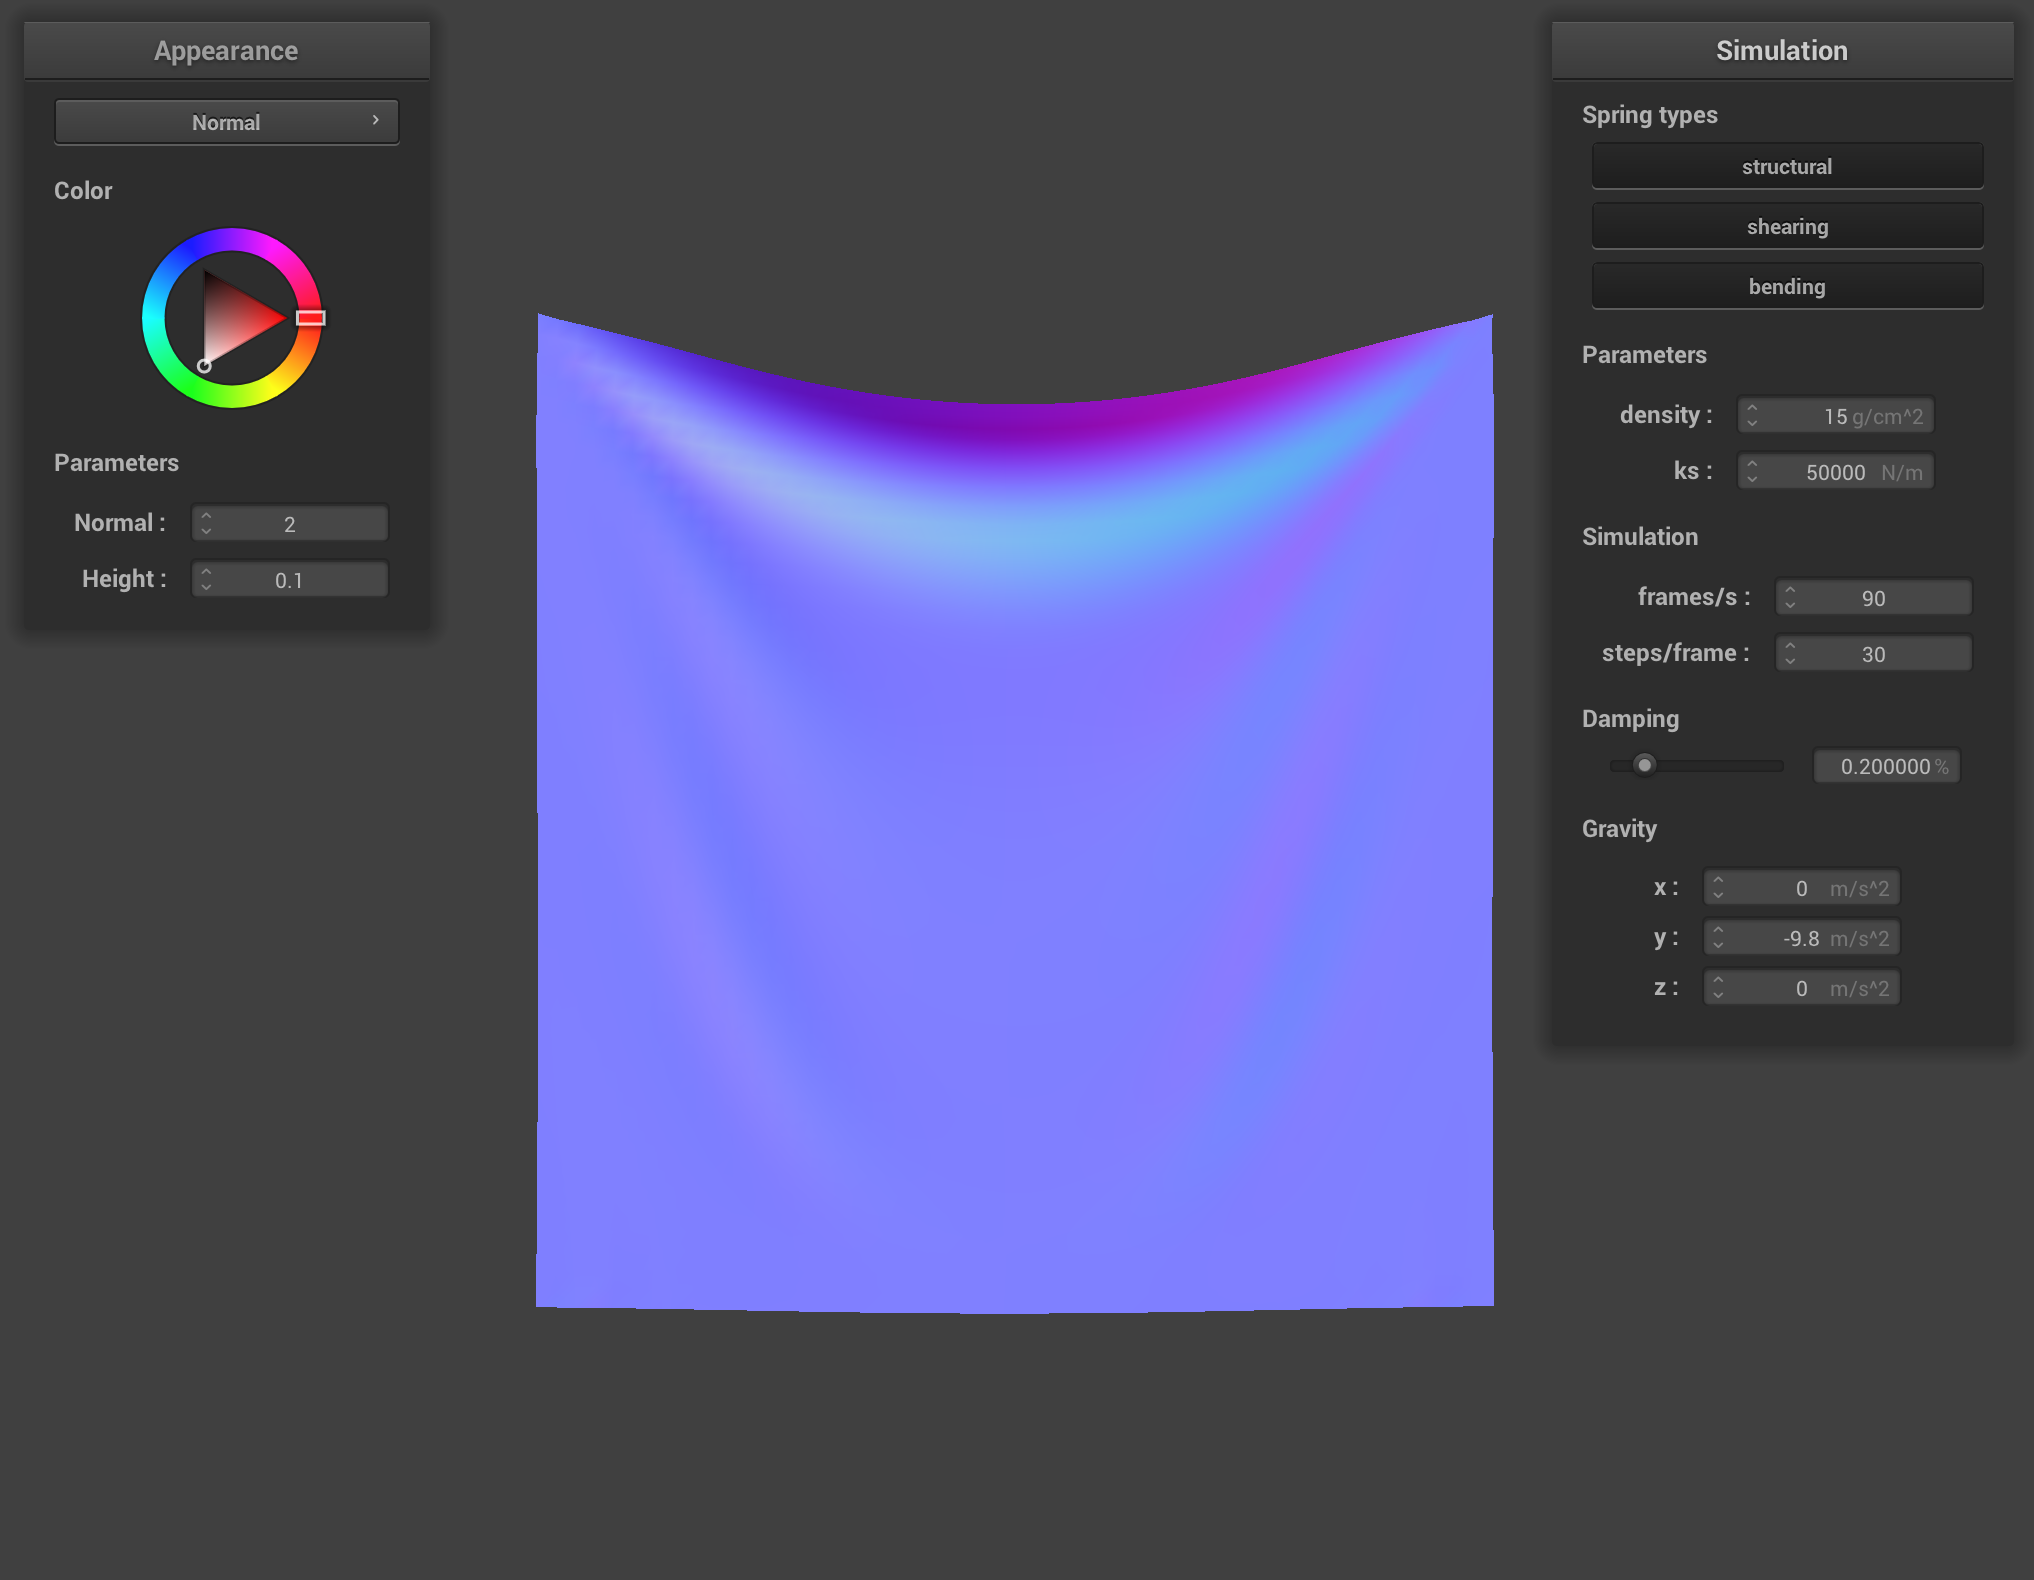 Appearance
Normal
Color
Parameters
Normal : 2
Height : 0.1
Simulation
Spring types
structural
shearing
bending
Parameters
density : 15 g/cm^2
ks : 50000 N/m
Simulation
frames/s : 90
steps/frame : 30
Damping
0.200000 %
Gravity
x : 0 m/s^2
y : -9.8 m/s^2
z : 0 m/s^2